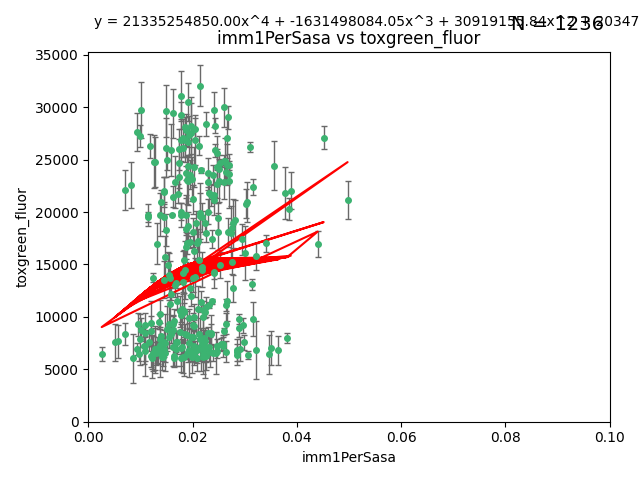 y = 21335254850.00x^4 + -1631498084.05x^3 +
N = 1236
imm1PerSasa vs toxgreen_fluor
35000
30000
25000
20000
15000
10000
5000
0
toxgreen_fluor
0.00 0.02 0.04 0.06 0.08 0.10
imm1PerSasa